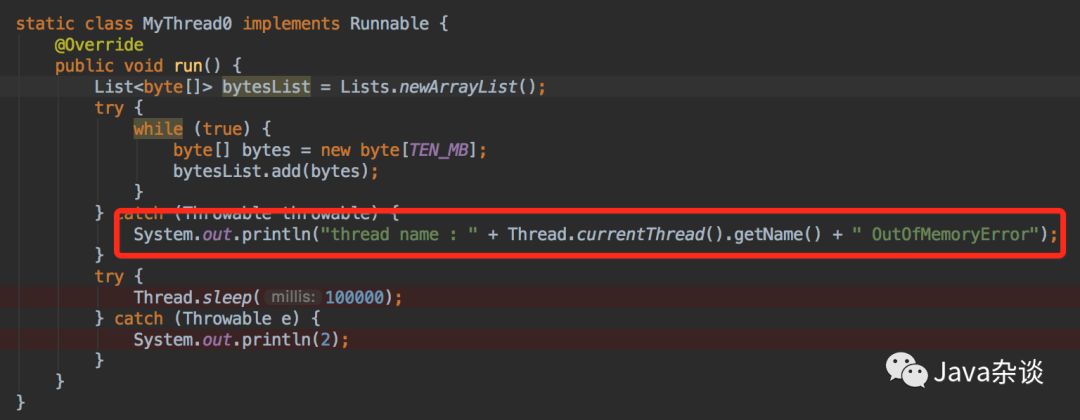 static class MyThread0 implements Runnable {
@Override
public void run() {
List<byte[]> bytesList = Lists.newArrayList();
try {
while (true) {
byte[] bytes = new byte[TEN_MB];
bytesList.add(bytes);
}
} catch (Throwable throwable) {
System.out.println("thread name : " + Thread.currentThread().getName() + " OutOfMemoryError");
}
try {
Thread.sleep( millis: 100000);
} catch (Throwable e) {
System.out.println(2);
}
}
}
Java杂谈